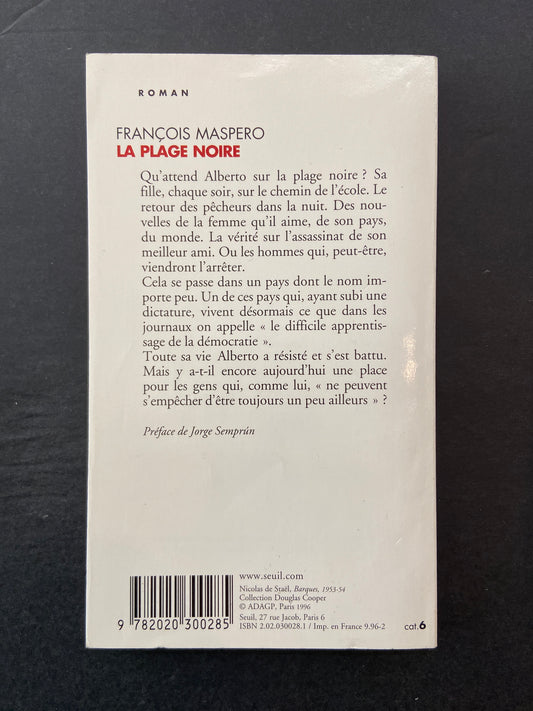 ROMAN
FRANÇOIS MASPERO
LA PLAGE NOIRE
Qu'attend Alberto sur la plage noire ? Sa
fille, chaque soir, sur le chemin de l'école. Le
retour des pêcheurs dans la nuit. Des nou-
velles de la femme qu'il aime, de son pays,
du monde. La vérité sur l'assassinat de son
meilleur ami. Ou les hommes qui, peut-être,
viendront l'arrêter.
Cela se passe dans un pays dont le nom im-
porte peu. Un de ces pays qui, ayant subi une
dictature, vivent désormais ce que dans les
journaux on appelle « le difficile apprentis-
sage de la démocratie ».
Toute sa vie Alberto a résisté et s'est battu.
Mais y a-t-il encore aujourd'hui une place
pour les gens qui, comme lui, « ne peuvent
s'empêcher d'être toujours un peu ailleurs » ?
Préface de Jorge Semprún
www.seuil.com
Nicolas de Staël, Barques, 1953-54
Collection Douglas Cooper
© ADAGP, Paris 1996
Seuil, 27 rue Jacob, Paris 6
ISBN 2.02.030028.1 / Imp. en France 9.96-2
9 782020 300285
cat.6